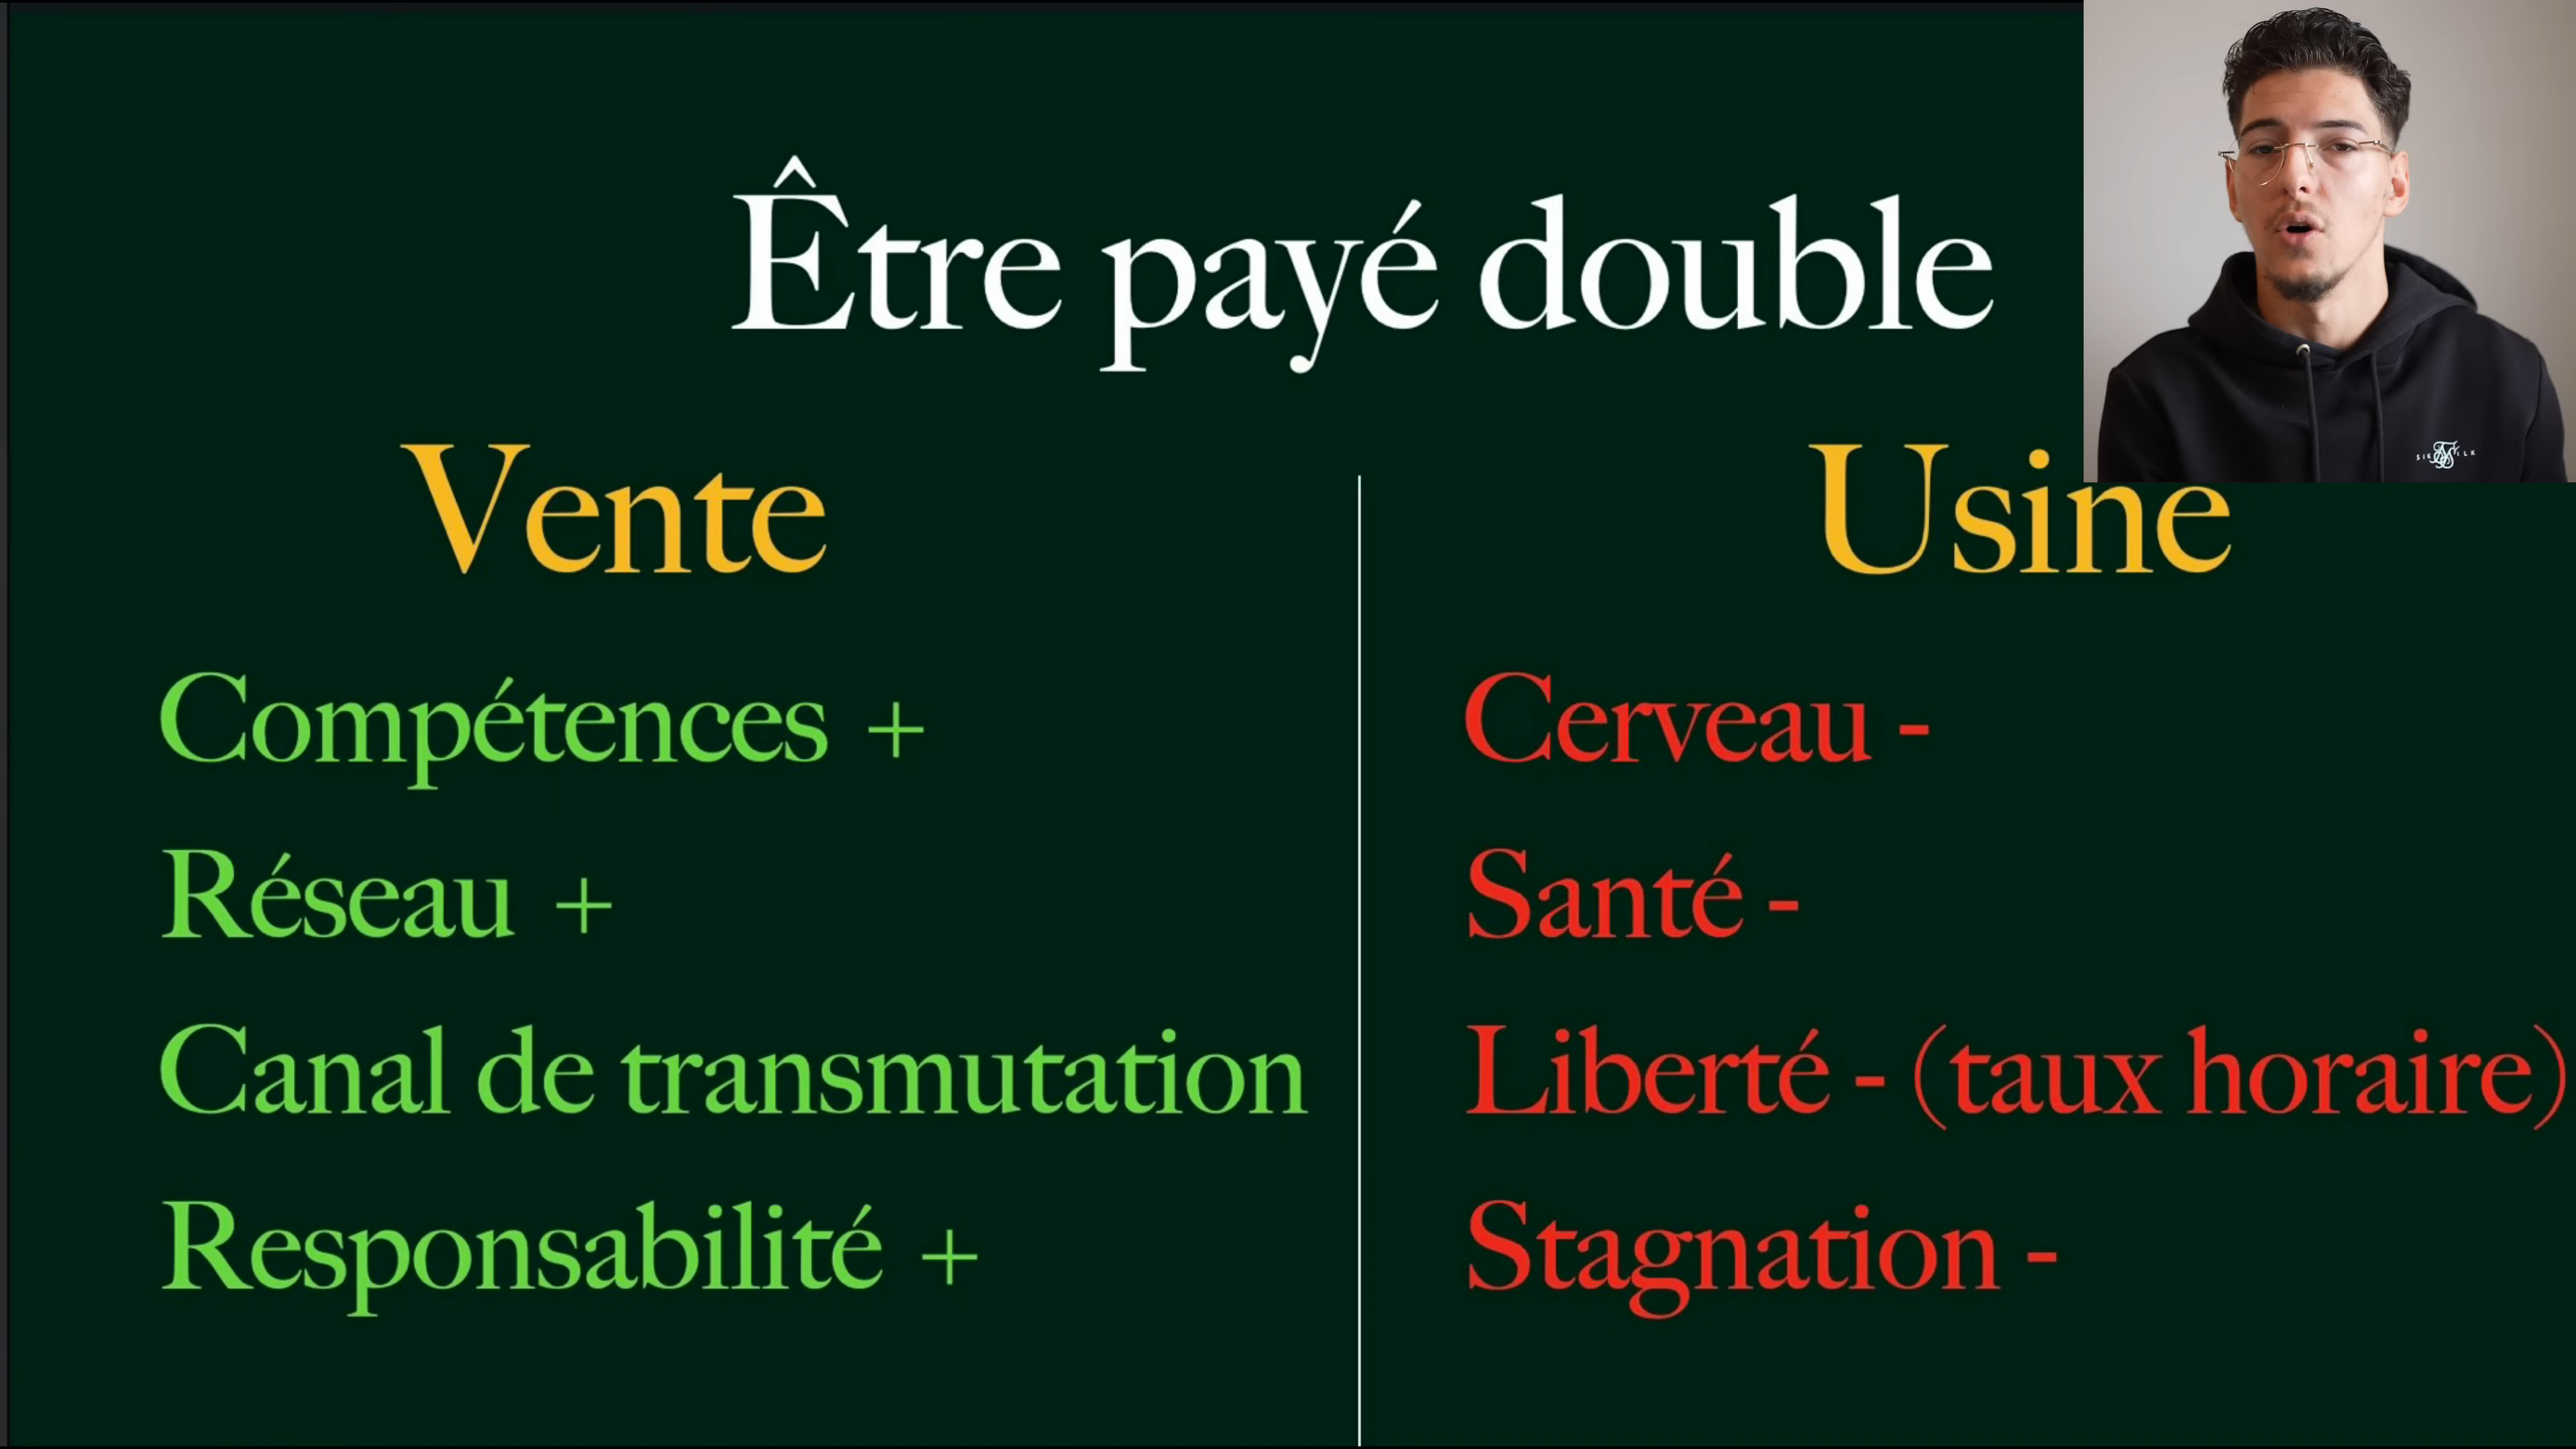 Être payé double
Vente
Compétences +
Réseau +
Canal de transmutation
Responsabilité +
Usine
Cerveau -
Santé -
Liberté - (taux horaire)
Stagnation -